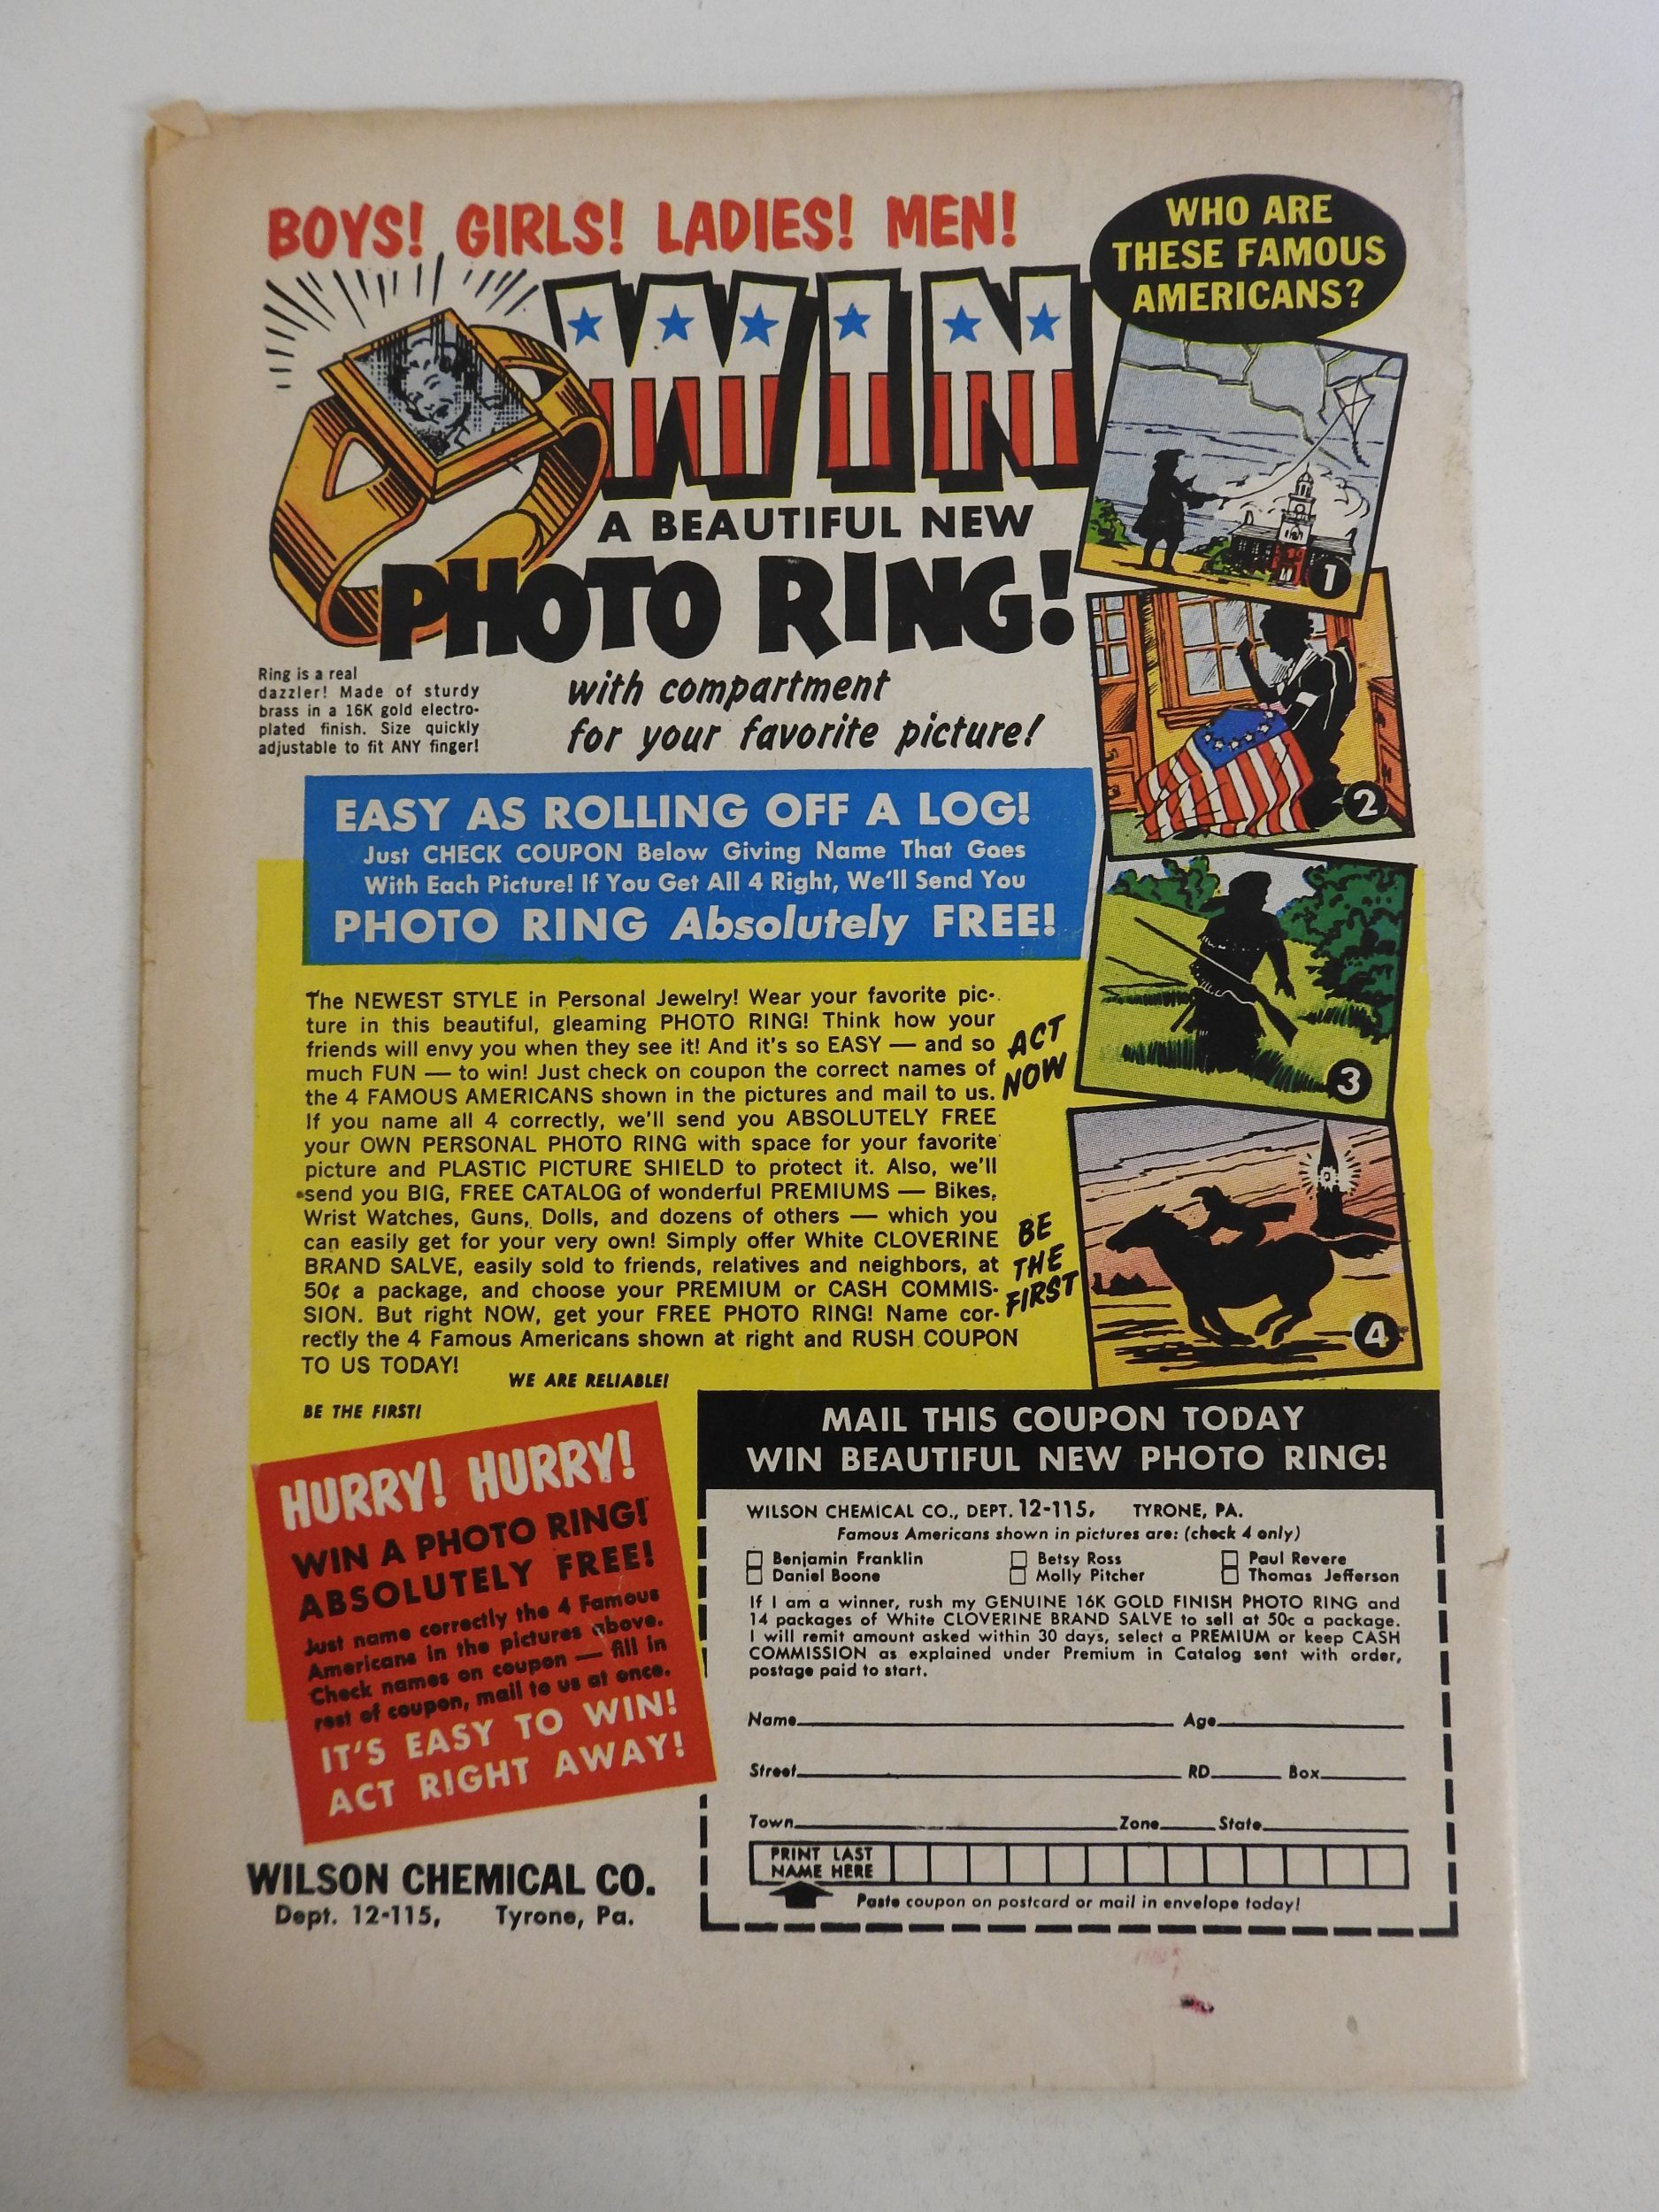 BOYS! GIRLS! LADIES! MEN!
WIN
A BEAUTIFUL NEW
PHOTO RING!
with compartment
for your favorite picture!
Ring is a real
dazzler! Made of sturdy
brass in a 16K gold electro-
plated finish. Size quickly
adjustable to fit ANY finger!
WHO ARE
THESE FAMOUS
AMERICANS?
1
2
3
4
EASY AS ROLLING OFF A LOG!
Just CHECK COUPON Below Giving Name That Goes
With Each Picture! If You Get All 4 Right, We'll Send You
PHOTO RING Absolutely FREE!
The NEWEST STYLE in Personal Jewelry! Wear your favorite pic-
ture in this beautiful, gleaming PHOTO RING! Think how your
friends will envy you when they see it! And it's so EASY — and so
much FUN — to win! Just check on coupon the correct names of
the 4 FAMOUS AMERICANS shown in the pictures and mail to us.
If you name all 4 correctly, we'll send you ABSOLUTELY FREE
your OWN PERSONAL PHOTO RING with space for your favorite
picture and PLASTIC PICTURE SHIELD to protect it. Also, we'll
send you BIG, FREE CATALOG of wonderful PREMIUMS — Bikes,
Wrist Watches, Guns, Dolls, and dozens of others — which you
can easily get for your very own! Simply offer White CLOVERINE
BRAND SALVE, easily sold to friends, relatives and neighbors, at
50¢ a package, and choose your PREMIUM or CASH COMMIS-
SION. But right NOW, get your FREE PHOTO RING! Name cor-
rectly the 4 Famous Americans shown at right and RUSH COUPON
TO US TODAY!
WE ARE RELIABLE!
BE THE FIRST!
ACT
NOW
BE
THE
FIRST
HURRY! HURRY!
WIN A PHOTO RING!
ABSOLUTELY FREE!
Just name correctly the 4 Famous
Americans in the pictures above.
Check names on coupon — fill in
rest of coupon, mail to us at once.
IT'S EASY TO WIN!
ACT RIGHT AWAY!
WILSON CHEMICAL CO.
Dept. 12-115, Tyrone, Pa.
MAIL THIS COUPON TODAY
WIN BEAUTIFUL NEW PHOTO RING!
WILSON CHEMICAL CO., DEPT. 12-115, TYRONE, PA.
Famous Americans shown in pictures are: (check 4 only)
Benjamin Franklin Betsy Ross Paul Revere
Daniel Boone Molly Pitcher Thomas Jefferson
If I am a winner, rush my GENUINE 16K GOLD FINISH PHOTO RING and
14 packages of White CLOVERINE BRAND SALVE to sell at 50c a package.
I will remit amount asked within 30 days, select a PREMIUM or keep CASH
COMMISSION as explained under Premium in Catalog sent with order,
postage paid to start.
Name Age
Street RD Box
Town Zone State
PRINT LAST
NAME HERE
Paste coupon on postcard or mail in envelope today!